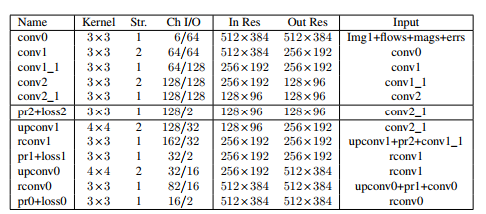 Name Kernel Str. Ch I/O In Res Out Res Input
conv0 3×3 1 6/64 512×384 512×384 Img1+flows+mags+errs
conv1 3×3 2 64/64 512×384 256×192 conv0
conv1_1 3×3 1 64/128 256×192 256×192 conv1
conv2 3×3 2 128/128 256×192 128×96 conv1_1
conv2_1 3×3 1 128/128 128×96 128×96 conv2
pr2+loss2 3×3 1 128/2 128×96 128×96 conv2_1
upconv1 4×4 2 128/32 128×96 256×192 conv2_1
rconv1 3×3 1 162/32 256×192 256×192 upconv1+pr2+conv1_1
pr1+loss1 3×3 1 32/2 256×192 256×192 rconv1
upconv0 4×4 2 32/16 256×192 512×384 rconv1
rconv0 3×3 1 82/16 512×384 512×384 upconv0+pr1+conv0
pr0+loss0 3×3 1 16/2 512×384 512×384 rconv0